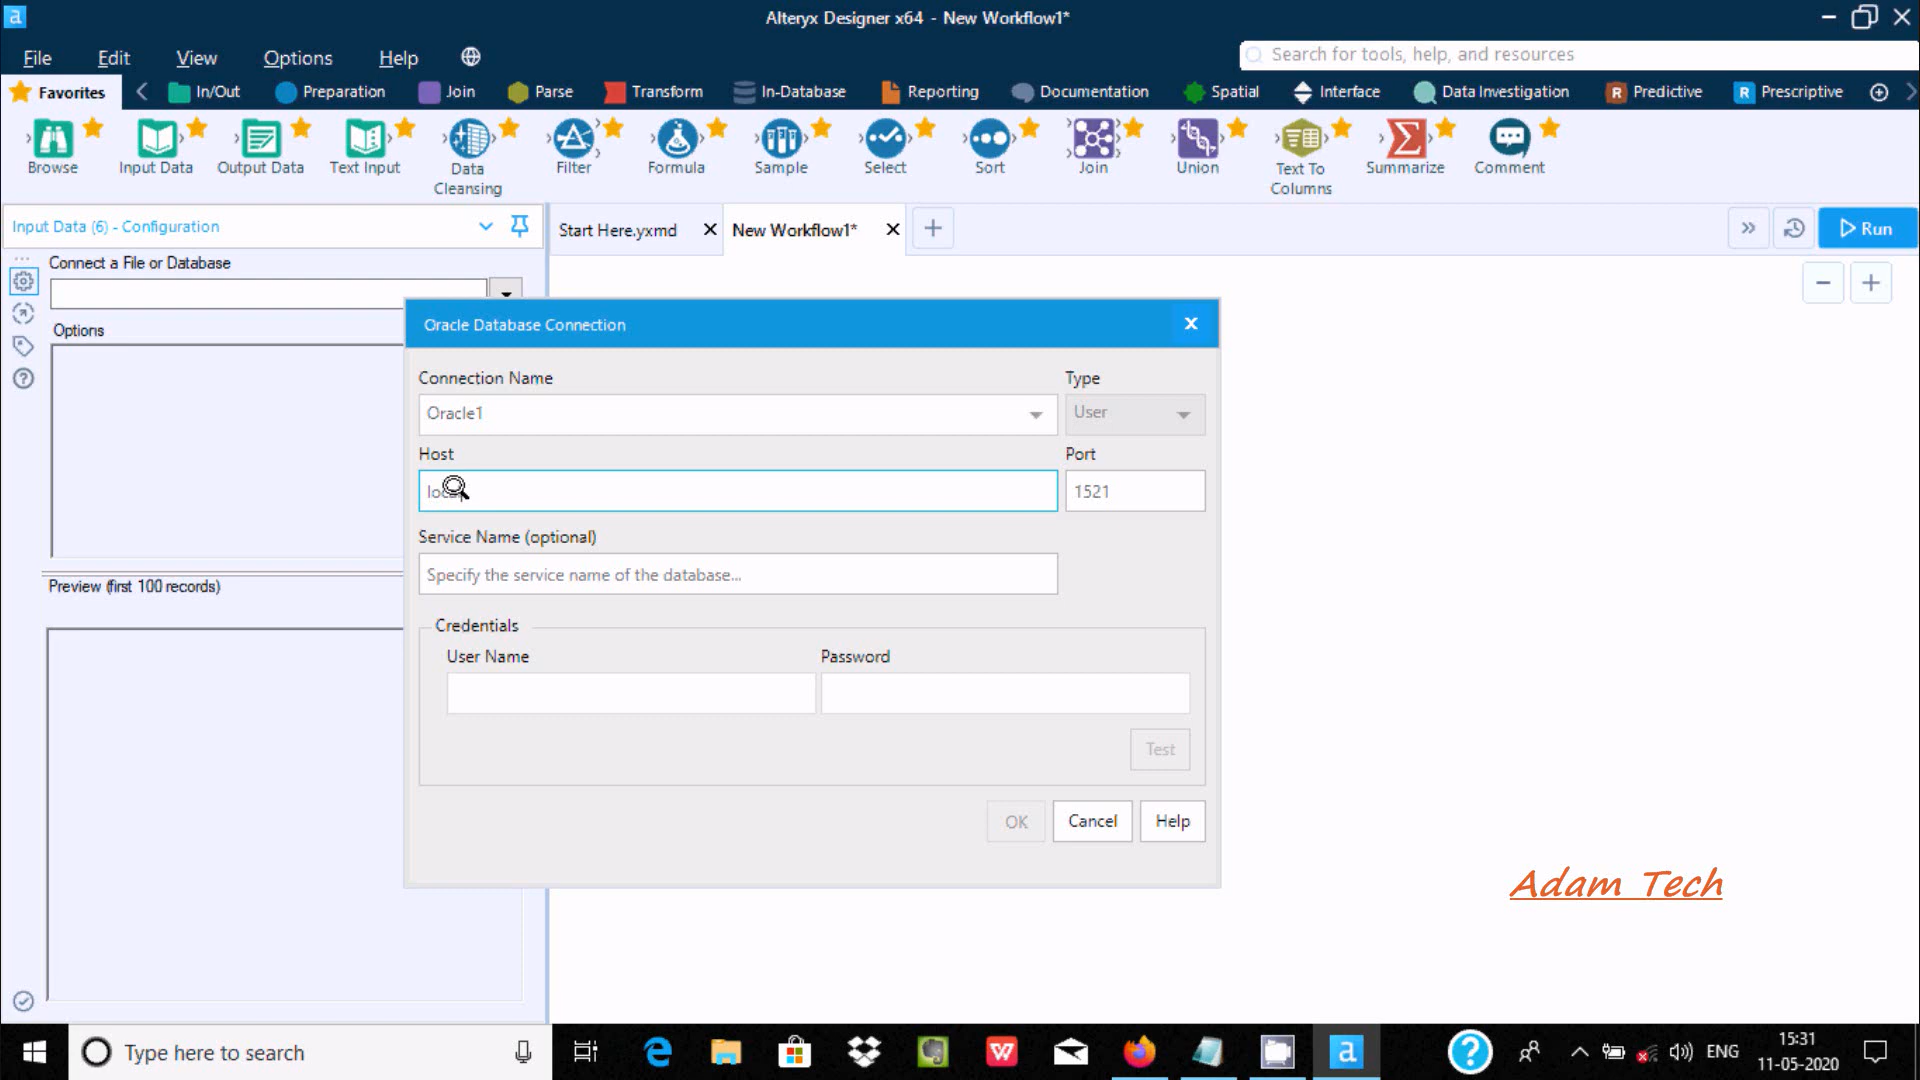 a
Alteryx Designer x64 - New Workflow1*
File Edit View Options Help
Search for tools, help, and resources
Favorites In/Out Preparation Join Parse Transform In-Database Reporting Documentation Spatial Interface Data Investigation R Predictive R Prescriptive
Browse Input Data Output Data Text Input Data Cleansing Filter Formula Sample Select Sort Join Union Text To Columns Summarize Comment
Input Data (6) - Configuration
Start Here.yxmd
New Workflow1*
Run
Connect a File or Database
Options
Preview (first 100 records)
Oracle Database Connection
Connection Name Type
Oracle1 User
Host Port
1521
Service Name (optional)
Specify the service name of the database...
Credentials
User Name Password
Test
OK Cancel Help
Adam Tech
Type here to search
W
a
?
ENG
15:31
11-05-2020